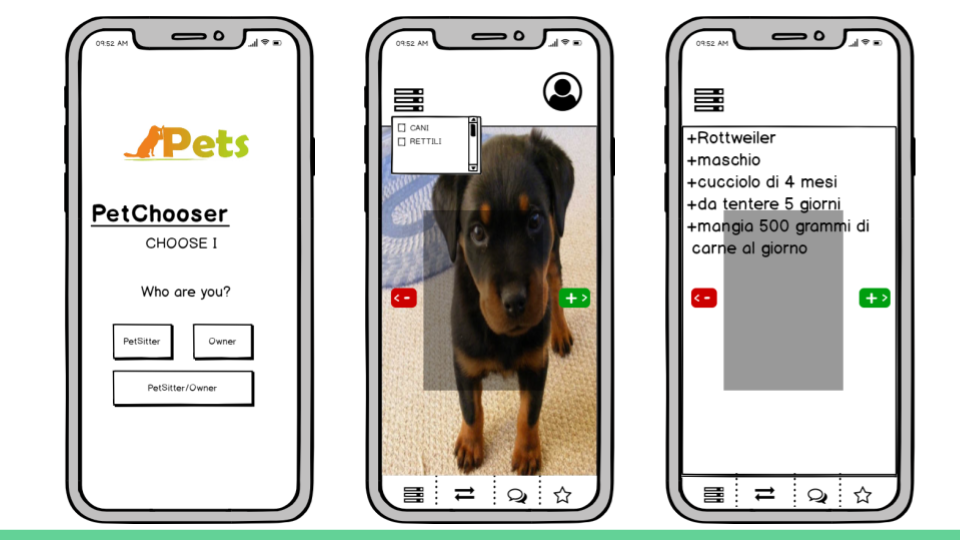 09:52 AM
Pets
PetChooser
CHOOSE I
Who are you?
PetSitter
Owner
PetSitter/Owner
09:52 AM
CANI
RETTILI
< -
+ >
09:52 AM
+Rottweiler
+maschio
+cucciolo di 4 mesi
+da tentere 5 giorni
+mangia 500 grammi di
carne al giorno
< -
+ >